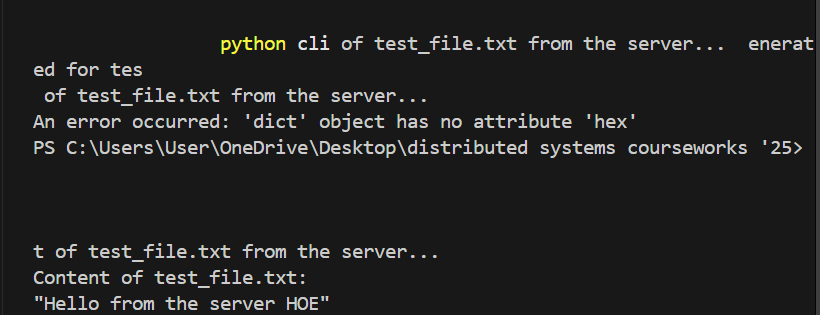 python cli of test_file.txt from the server... enerat
ed for tes
of test_file.txt from the server...
An error occurred: 'dict' object has no attribute 'hex'
PS C:\Users\User\OneDrive\Desktop\distributed systems courseworks '25>
t of test_file.txt from the server...
Content of test_file.txt:
"Hello from the server HOE"